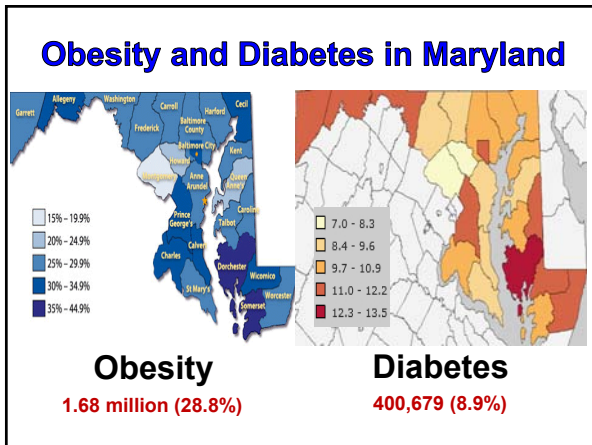 Obesity and Diabetes in Maryland
Garrett
Allegeny
Washington
Carroll
Harford
Cecil
Frederick
Baltimore
County
Baltimore City
Howard
Kent
Montgomery
Anne
Arundel
Queen
Anne's
Caroline
Prince
George's
Talbot
Calvert
Charles
Dorchester
Wicomico
St Mary's
Somerset
Worcester
15% – 19.9%
20% – 24.9%
25% – 29.9%
30% – 34.9%
35% – 44.9%
7.0 - 8.3
8.4 - 9.6
9.7 - 10.9
11.0 - 12.2
12.3 - 13.5
Obesity
Diabetes
1.68 million (28.8%)
400,679 (8.9%)